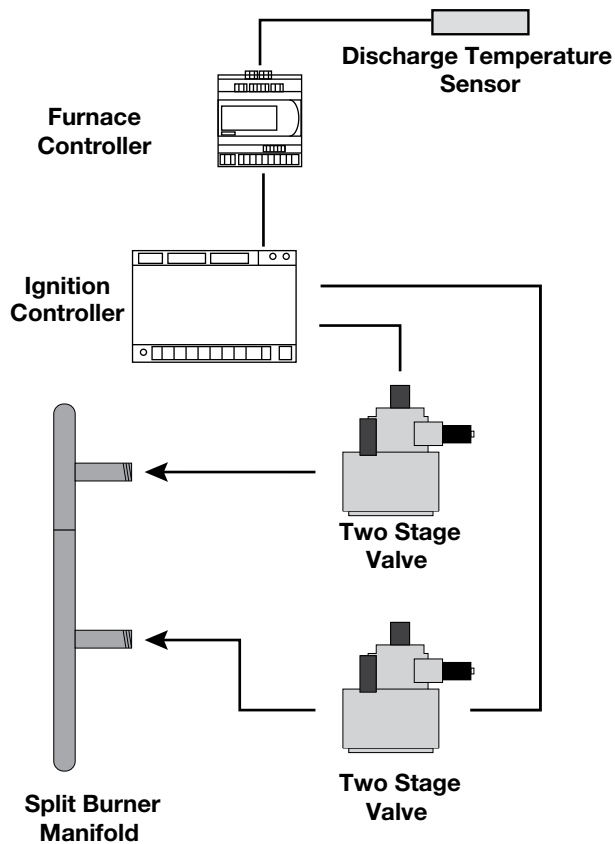 Discharge Temperature
Sensor
Furnace
Controller
Ignition
Controller
Two Stage
Valve
Two Stage
Valve
Split Burner
Manifold